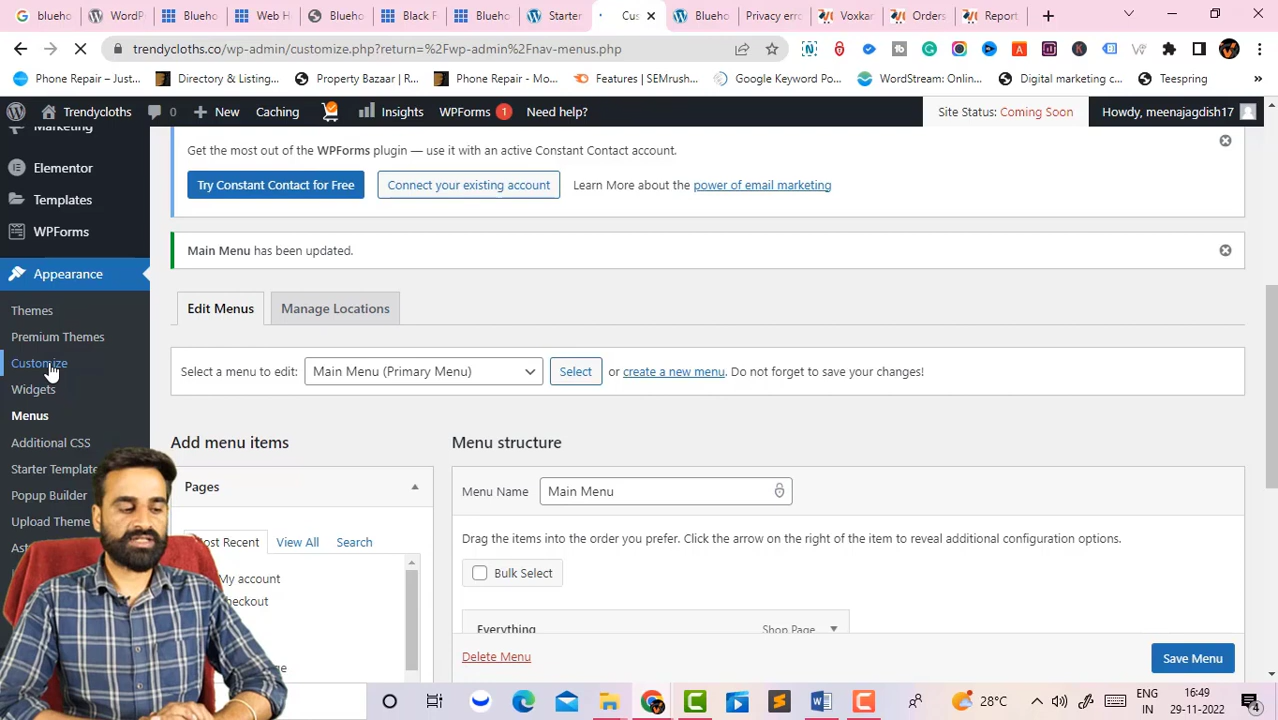 WordP
Blueho
Web H
Blueho
Black F
Blueho
Starter
Cus
Blueh
Privacy erro
Voxka
Orders
Report
trendycloths.co/wp-admin/customize.php?return=%2Fwp-admin%2Fnav-menus.php
Phone Repair – Just...
Directory & Listing...
Property Bazaar | R...
Phone Repair - Mo...
Features | SEMrush...
Google Keyword Po...
WordStream: Onlin...
Digital marketing c...
Teespring
Trendycloths
0
New
Caching
Insights
WPForms 1
Need help?
Site Status: Coming Soon
Howdy, meenajagdish17
Marketing
Elementor
Templates
WPForms
Appearance
Themes
Premium Themes
Customize
Widgets
Menus
Additional CSS
Starter Template
Popup Builder
Upload Theme
Ast
Get the most out of the WPForms plugin — use it with an active Constant Contact account.
Try Constant Contact for Free
Connect your existing account
Learn More about the power of email marketing
Main Menu has been updated.
Edit Menus
Manage Locations
Select a menu to edit:
Main Menu (Primary Menu)
Select
or create a new menu. Do not forget to save your changes!
Add menu items
Menu structure
Pages
Menu Name
Main Menu
ost Recent
View All
Search
My account
heckout
ge
Drag the items into the order you prefer. Click the arrow on the right of the item to reveal additional configuration options.
Bulk Select
Everything
Shop Page
Delete Menu
Save Menu
28°C
ENG
IN
16:49
29-11-2022
4